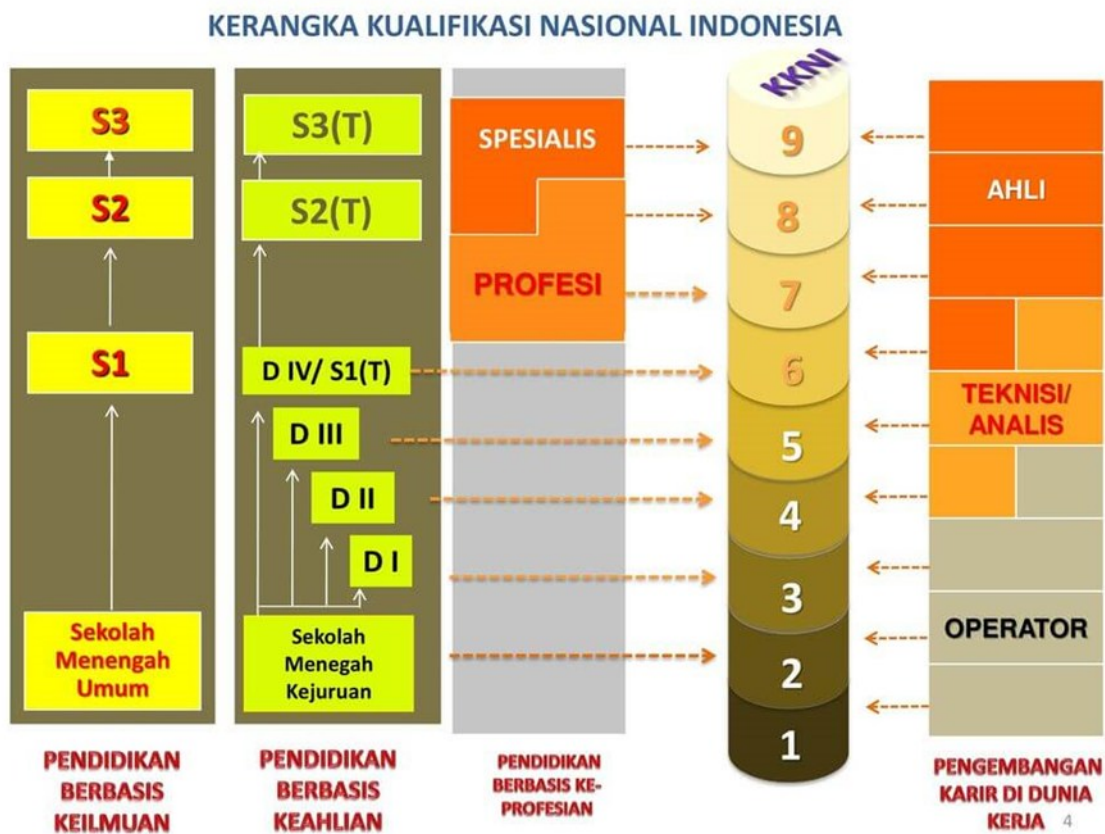 KERANGKA KUALIFIKASI NASIONAL INDONESIA
S3
S2
S1
Sekolah
Menengah
Umum
PENDIDIKAN
BERBASIS
KEILMUAN
S3(T)
S2(T)
D IV/ S1(T)
D III
D II
D I
Sekolah
Menegah
Kejuruan
PENDIDIKAN
BERBASIS
KEAHLIAN
SPESIALIS
PROFESI
PENDIDIKAN
BERBASIS KE-
PROFESIAN
KKNI
9
8
7
6
5
4
3
2
1
AHLI
TEKNISI/
ANALIS
OPERATOR
PENGEMBANGAN
KARIR DI DUNIA
KERJA 4